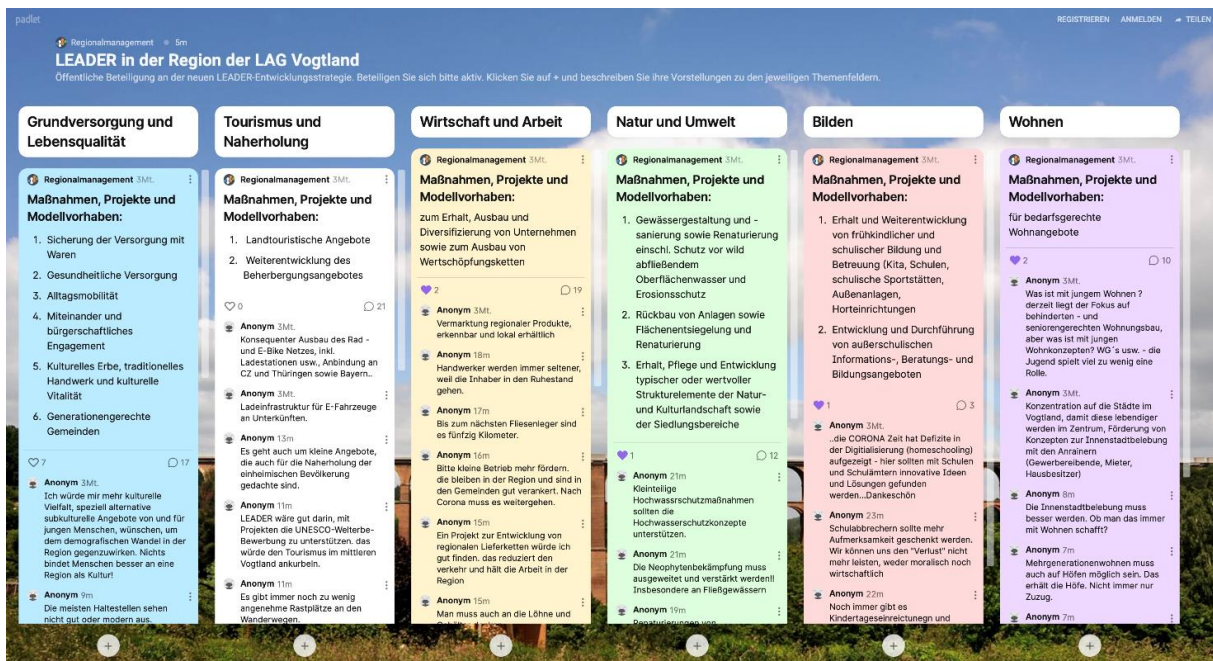 padlet
REGISTRIEREN ANMELDEN TEILEN
Regionalmanagement 5m
LEADER in der Region der LAG Vogtland
Öffentliche Beteiligung an der neuen LEADER-Entwicklungsstrategie. Beteiligen Sie sich bitte aktiv. Klicken Sie auf + und beschreiben Sie ihre Vorstellungen zu den jeweiligen Themenfeldern.
Grundversorgung und
Lebensqualität
Regionalmanagement 3Mt.
Maßnahmen, Projekte und
Modellvorhaben:
1. Sicherung der Versorgung mit
Waren
2. Gesundheitliche Versorgung
3. Alltagsmobilität
4. Miteinander und
bürgerschaftliches
Engagement
5. Kulturelles Erbe, traditionelles
Handwerk und kulturelle
Vitalität
6. Generationengerechte
Gemeinden
7 17
Anonym 3Mt.
Ich würde mir mehr kulturelle
Vielfalt, speziell alternative
subkulturelle Angebote von und für
jungen Menschen, wünschen, um
dem demografischen Wandel in der
Region gegenzuwirken. Nichts
bindet Menschen besser an eine
Region als Kultur!
Anonym 9m
Die meisten Haltestellen sehen
nicht gut oder modern aus.
Tourismus und
Naherholung
Regionalmanagement 3Mt.
Maßnahmen, Projekte und
Modellvorhaben:
1. Landtouristische Angebote
2. Weiterentwicklung des
Beherbergungsangebotes
0 21
Anonym 3Mt.
Konsequenter Ausbau des Rad -
und E-Bike Netzes, inkl.
Ladestationen usw., Anbindung an
CZ und Thüringen sowie Bayern..
Anonym 3Mt.
Ladeinfrastruktur für E-Fahrzeuge
an Unterkünften.
Anonym 13m
Es geht auch um kleine Angebote,
die auch für die Naherholung der
einheimischen Bevölkerung
gedachte sind.
Anonym 11m
LEADER wäre gut darin, mit
Projekten die UNESCO-Welterbe-
Bewerbung zu unterstützen. das
würde den Tourismus im mittleren
Vogtland ankurbeln.
Anonym 11m
Es gibt immer noch zu wenig
angenehme Rastplätze an den
Wanderwegen.
Wirtschaft und Arbeit
Regionalmanagement 3Mt.
Maßnahmen, Projekte und
Modellvorhaben:
zum Erhalt, Ausbau und
Diversifizierung von Unternehmen
sowie zum Ausbau von
Wertschöpfungsketten
2 19
Anonym 3Mt.
Vermarktung regionaler Produkte,
erkennbar und lokal erhältlich
Anonym 18m
Handwerker werden immer seltener,
weil die Inhaber in den Ruhestand
gehen.
Anonym 17m
Bis zum nächsten Fliesenleger sind
es fünfzig Kilometer.
Anonym 16m
Bitte kleine Betrieb mehr fördern.
die bleiben in der Region und sind in
den Gemeinden gut verankert. Nach
Corona muss es weitergehen.
Anonym 15m
Ein Projekt zur Entwicklung von
regionalen Lieferketten würde ich
gut finden. das reduziert den
verkehr und hält die Arbeit in der
Region
Anonym 15m
Man muss auch an die Löhne und
Natur und Umwelt
Regionalmanagement 3Mt.
Maßnahmen, Projekte und
Modellvorhaben:
1. Gewässergestaltung und -
sanierung sowie Renaturierung
einschl. Schutz vor wild
abfließendem
Oberflächenwasser und
Erosionsschutz
2. Rückbau von Anlagen sowie
Flächenentsiegelung und
Renaturierung
3. Erhalt, Pflege und Entwicklung
typischer oder wertvoller
Strukturelemente der Natur-
und Kulturlandschaft sowie
der Siedlungsbereiche
1 12
Anonym 21m
Kleinteilige
Hochwassrschutzmaßnahmen
sollten die
Hochwasserschutzkonzepte
unterstützen.
Anonym 21m
Die Neophytenbekämpfung muss
ausgeweitet und verstärkt werden!!
Insbesondere an Fließgewässern
Anonym 19m
Renaturierungen von
Bilden
Regionalmanagement 3Mt.
Maßnahmen, Projekte und
Modellvorhaben:
1. Erhalt und Weiterentwicklung
von frühkindlicher und
schulischer Bildung und
Betreuung (Kita, Schulen,
schulische Sportstätten,
Außenanlagen,
Horteinrichtungen
2. Entwicklung und Durchführung
von außerschulischen
Informations-, Beratungs- und
Bildungsangeboten
1 3
Anonym 3Mt.
..die CORONA Zeit hat Defizite in
der Digitialisierung (homeschooling)
aufgezeigt - hier sollten mit Schulen
und Schulämtern innovative Ideen
und Lösungen gefunden
werden...Dankeschön
Anonym 23m
Schulabbrechern sollte mehr
Aufmerksamkeit geschenkt werden.
Wir können uns den "Verlust" nicht
mehr leisten, weder moralisch noch
wirtschaftlich
Anonym 22m
Noch immer gibt es
Kindertageseinreictunegn und
Wohnen
Regionalmanagement 3Mt.
Maßnahmen, Projekte und
Modellvorhaben:
für bedarfsgerechte
Wohnangebote
2 10
Anonym 3Mt.
Was ist mit jungem Wohnen ?
derzeit liegt der Fokus auf
behinderten - und
seniorengerechten Wohnungsbau,
aber was ist mit jungen
Wohnkonzepten? WG´s usw. - die
Jugend spielt viel zu wenig eine
Rolle.
Anonym 3Mt.
Konzentration auf die Städte im
Vogtland, damit diese lebendiger
werden im Zentrum, Förderung von
Konzepten zur Innenstadtbelebung
mit den Anrainern
(Gewerbereibende, Mieter,
Hausbesitzer)
Anonym 8m
Die Innenstadtbelebung muss
besser werden. Ob man das immer
mit Wohnen schafft?
Anonym 7m
Mehrgenerationenwohnen muss
auch auf Höfen möglich sein. Das
erhält die Höfe. Nicht immer nur
Zuzug.
Anonym 7m